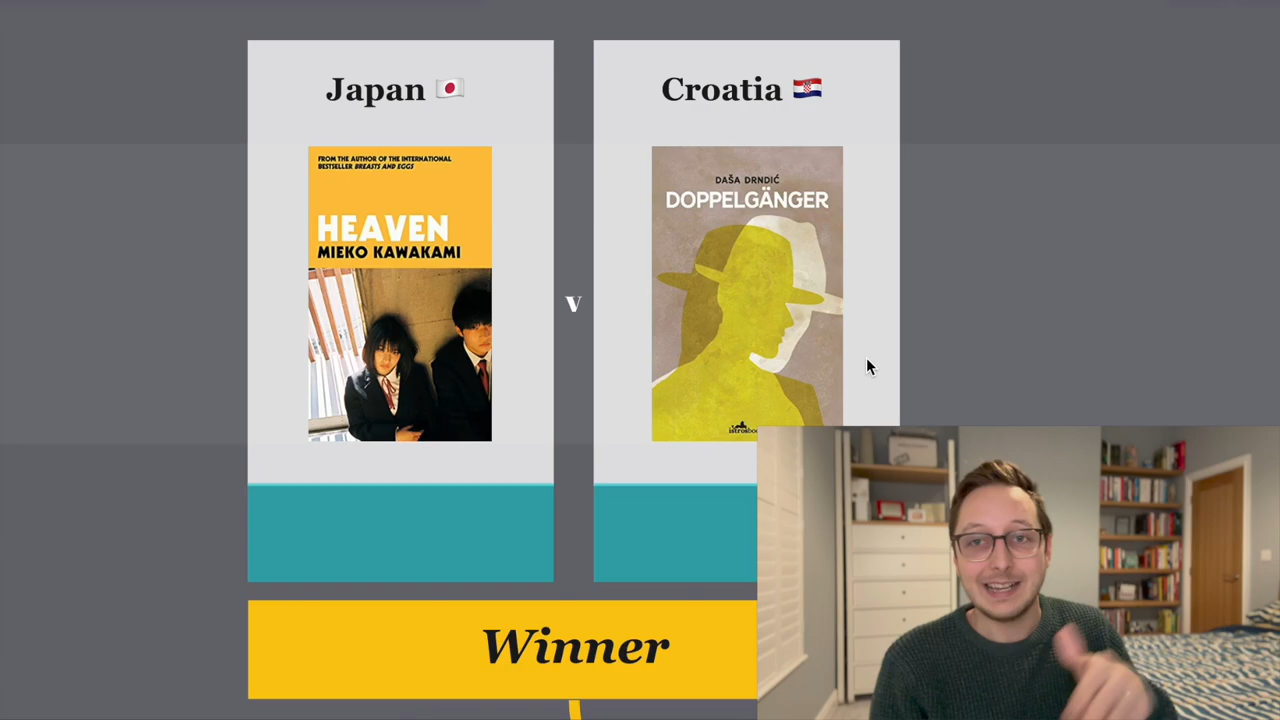 Japan
Croatia
FROM THE AUTHOR OF THE INTERNATIONAL
BESTSELLER BREASTS AND EGGS
HEAVEN
MIEKO KAWAKAMI
v
DAŠA DRNDIĆ
DOPPELGÄNGER
Winner